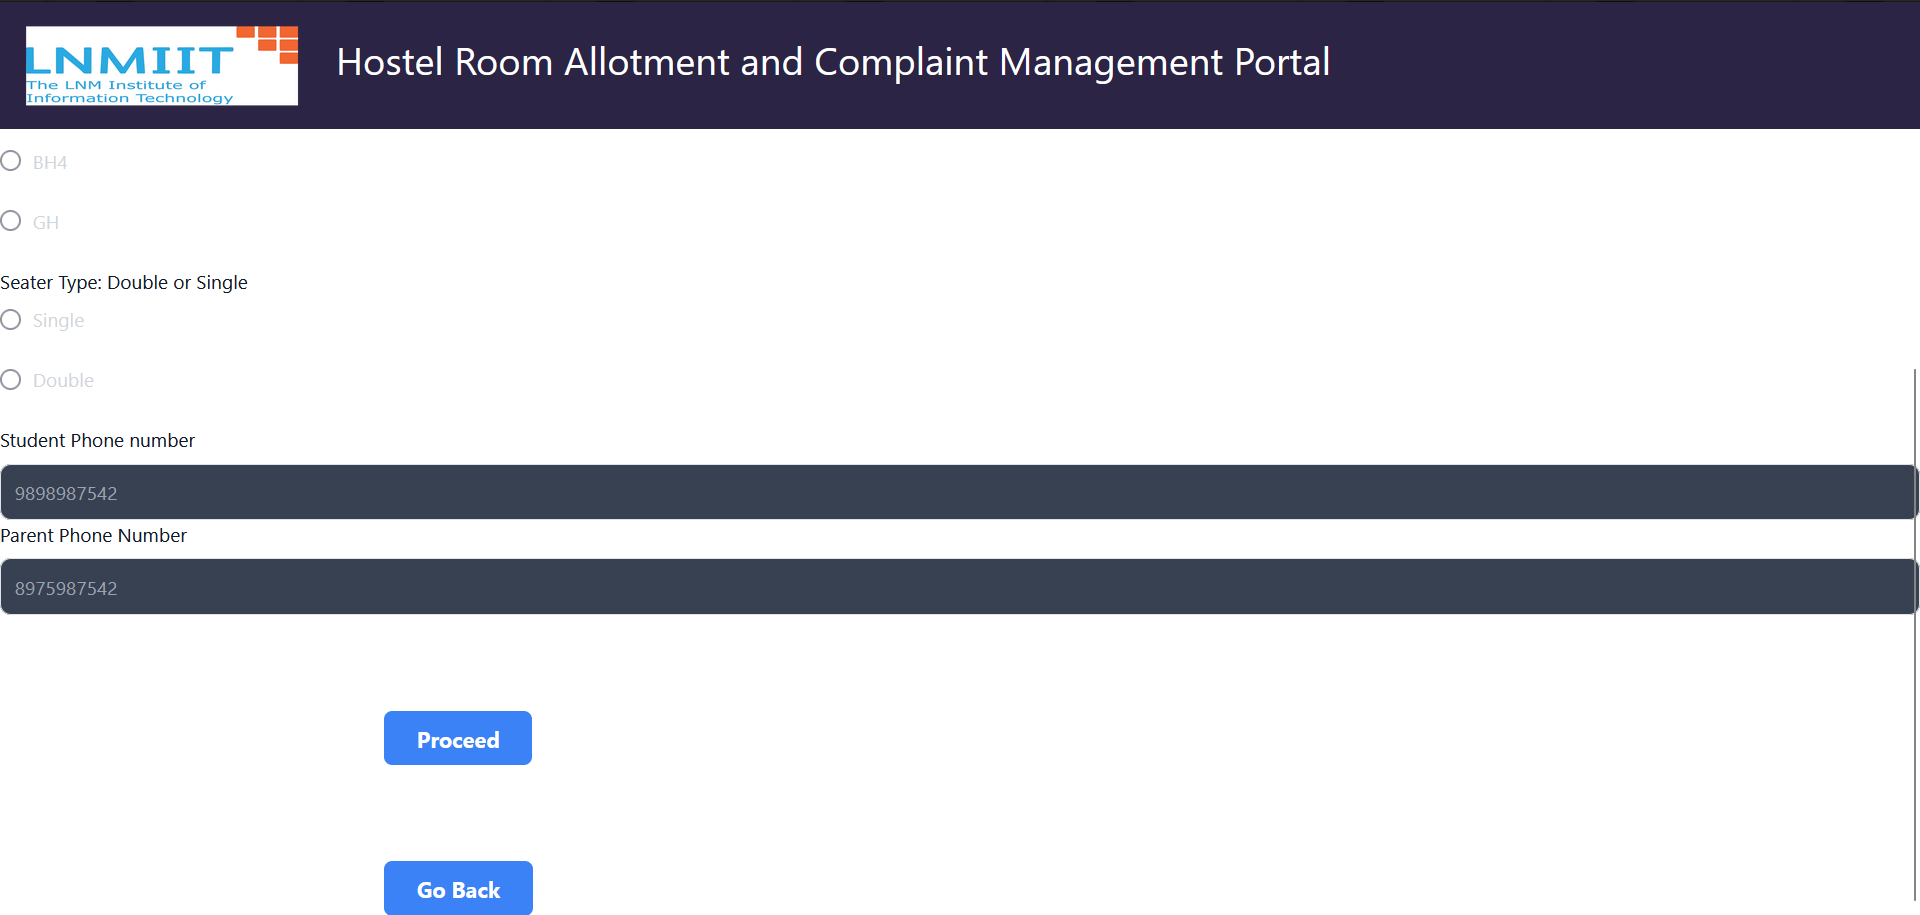 LNMIIT
The LNM Institute of
Information Technology
Hostel Room Allotment and Complaint Management Portal
BH4
GH
Seater Type: Double or Single
Single
Double
Student Phone number
9898987542
Parent Phone Number
8975987542
Proceed
Go Back